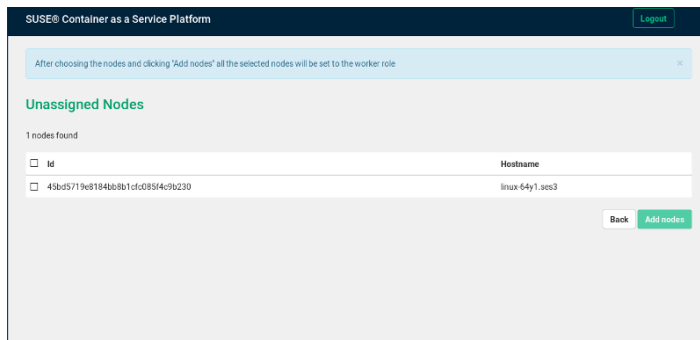 SUSE® Container as a Service Platform
Logout
After choosing the nodes and clicking "Add nodes" all the selected nodes will be set to the worker role
×
Unassigned Nodes
1 nodes found
Id Hostname
45bd5719e8184bb8b1cfc085f4c9b230 linux-64y1.ses3
Back Add nodes